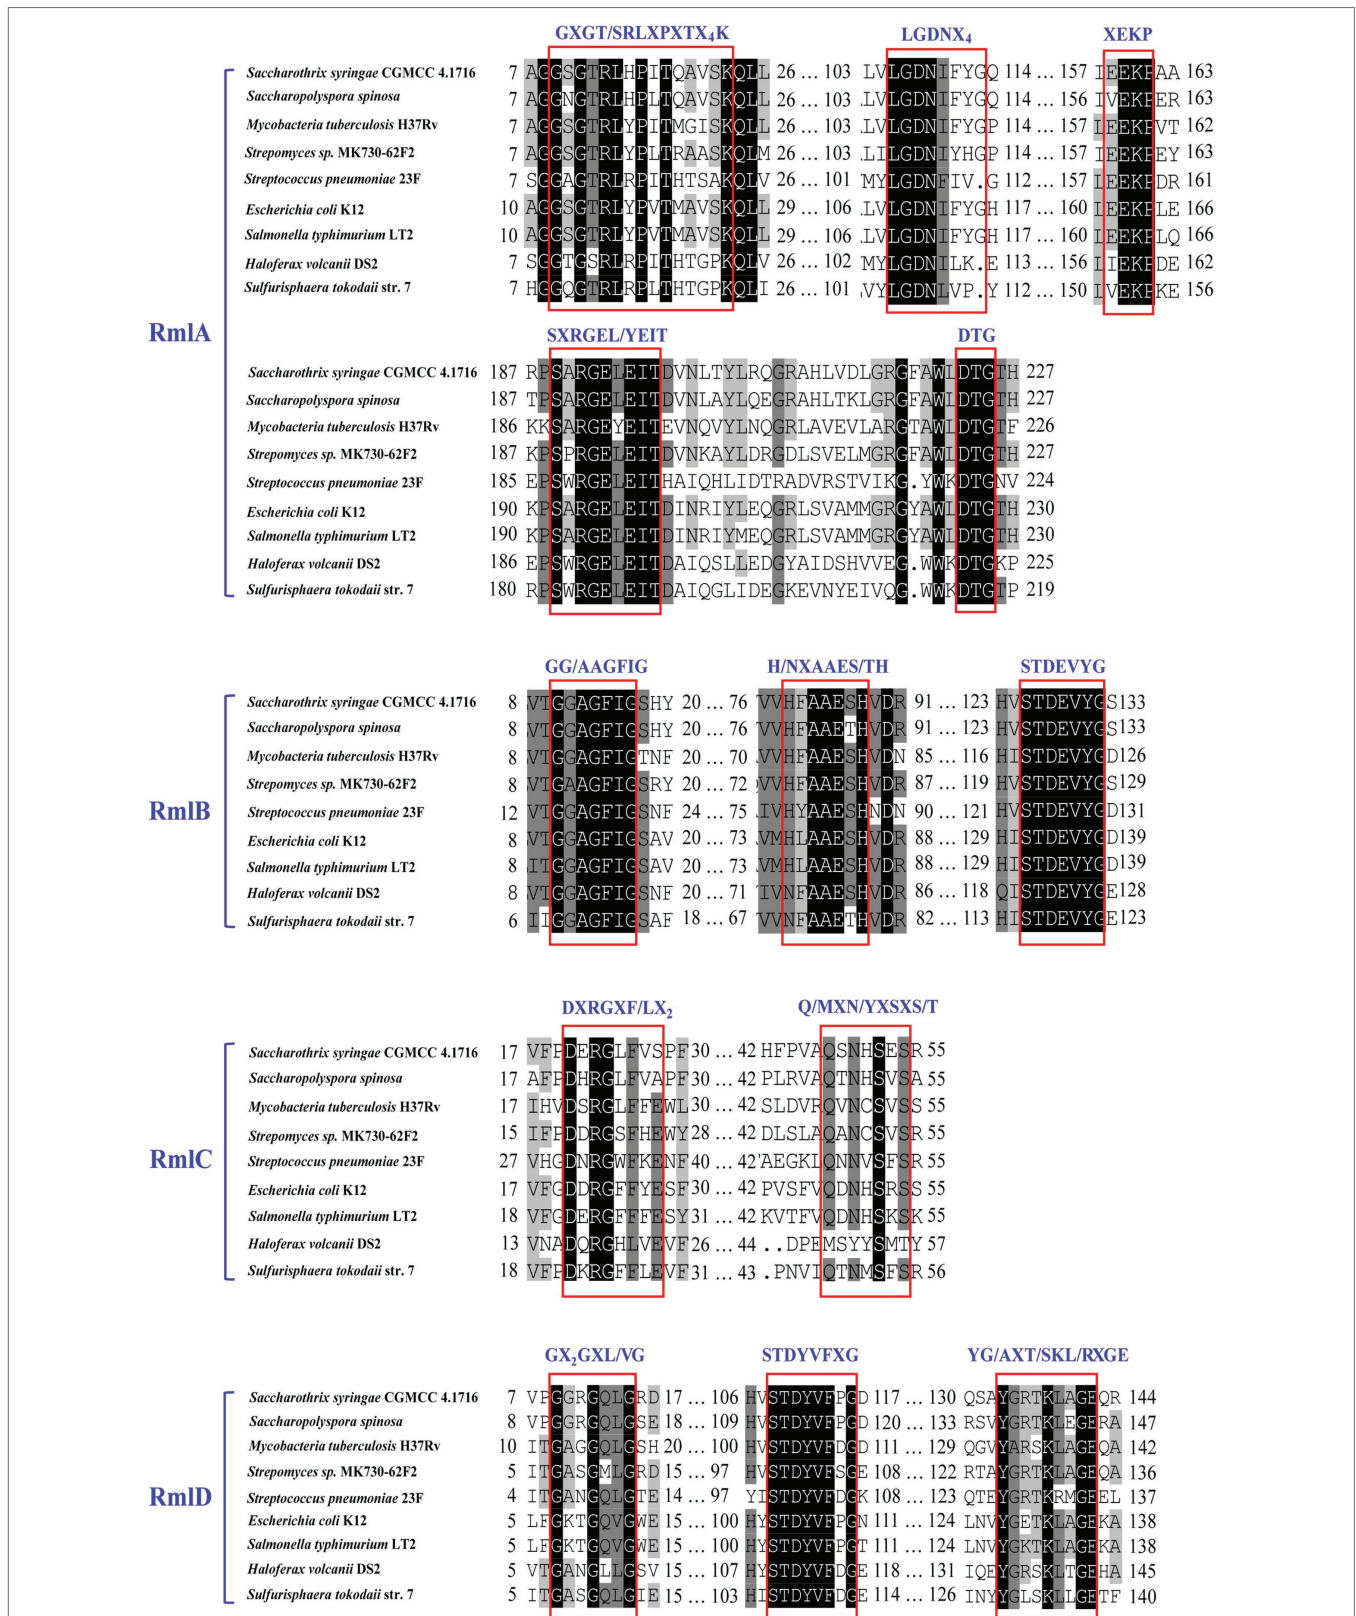 GXGT/SRLXPXTX₄K LGDNX₄ XEKP
Saccharothrix syringae CGMCC 4.1716 7 AGGSGTRLHPITQAVSKQLL 26 ... 103 LVLGDNIFYGQ 114 ... 157 IEEKPAA 163
Saccharopolyspora spinosa 7 AGGNGTRLHPLTQAVSKQLL 26 ... 103 LVLGDNIFYGQ 114 ... 156 IVEKPER 163
Mycobacteria tuberculosis H37Rv 7 AGGSGTRLYPITMGISKQLL 26 ... 103 LVLGDNIFYGP 114 ... 157 IEEKPVT 162
Strepomyces sp. MK730-62F2 7 AGGSGTRLYPLTRAASKQLM 26 ... 103 LILGDNIYHGP 114 ... 157 IEEKPEY 163
Streptococcus pneumoniae 23F 7 SGGAGTRLRPITHTSAKQLV 26 ... 101 MYLGDNFIV.G 112 ... 157 IEEKPDR 161
Escherichia coli K12 10 AGGSGTRLYPVTMAVSKQLL 29 ... 106 LVLGDNIFYGH 117 ... 160 IEEKPLE 166
Salmonella typhimurium LT2 10 AGGSGTRLYPVTMAVSKQLL 29 ... 106 LVLGDNIFYGH 117 ... 160 IEEKPLQ 166
Haloferax volcanii DS2 7 SGGTGSRLRPITHTGPKQLV 26 ... 102 MYLGDNILK.E 113 ... 156 LIEKPDE 162
Sulfurisphaera tokodaii str. 7 7 HGGQGTRLRPLTHTGPKQLI 26 ... 101 VYLGDNLVP.Y 112 ... 150 IVEKPKE 156
RmlA
SXRGEL/YEIT DTG
Saccharothrix syringae CGMCC 4.1716 187 RPSARGELEITDVNLTYLRQGRAHLVDLGRGFAWLDTGTH 227
Saccharopolyspora spinosa 187 TPSARGELEITDVNLAYLQEGRAHLTKLGRGFAWLDTGTH 227
Mycobacteria tuberculosis H37Rv 186 KKSARGEYEITEVNQVYLNQGRLAVEVLARGTAWLDTGTF 226
Strepomyces sp. MK730-62F2 187 KPSPRGELEITDVNKAYLDRGDLSVELMGRGFAWLDTGTH 227
Streptococcus pneumoniae 23F 185 EPSWRGELEITHAIQHLIDTRADVRSTVIKG.YWKDTGNV 224
Escherichia coli K12 190 KPSARGELEITDINRIYLEQGRLSVAMMGRGYAWLDTGTH 230
Salmonella typhimurium LT2 190 KPSARGELEITDINRIYMEQGRLSVAMMGRGYAWLDTGTH 230
Haloferax volcanii DS2 186 EPSWRGELEITDAIQSLLEDGYAIDSHVVEG.WWKDTGKP 225
Sulfurisphaera tokodaii str. 7 180 RPSWRGELEITDAIQGLIDEGKEVNYEIVQG.WWKDTGTP 219
GG/AAGFIG H/NXAAES/TH STDEVYG
Saccharothrix syringae CGMCC 4.1716 8 VTGGAGFIGSHY 20 ... 76 VVHFAAESHVDR 91 ... 123 HVSTDEVYGS133
Saccharopolyspora spinosa 8 VTGGAGFIGSHY 20 ... 76 VVHFAAETHVDR 91 ... 123 HVSTDEVYGS133
Mycobacteria tuberculosis H37Rv 8 VTGGAGFIGTNF 20 ... 70 VVHFAAESHVDN 85 ... 116 HISTDEVYGD126
Strepomyces sp. MK730-62F2 8 VTGAAGFIGSRY 20 ... 72 VVHFAAESHVDR 87 ... 119 HVSTDEVYGS129
Streptococcus pneumoniae 23F 12 VTGGAGFIGSNF 24 ... 75 IVHYAAESHNDN 90 ... 121 HVSTDEVYGD131
Escherichia coli K12 8 VTGGAGFIGSAV 20 ... 73 VMHLAAESHVDR 88 ... 129 HISTDEVYGD139
Salmonella typhimurium LT2 8 ITGGAGFIGSAV 20 ... 73 VMHLAAESHVDR 88 ... 129 HISTDEVYGD139
Haloferax volcanii DS2 8 VTGGAGFIGSNF 20 ... 71 IVNFAAESHVDR 86 ... 118 QISTDEVYGE128
Sulfurisphaera tokodaii str. 7 6 IIGGAGFIGSAF 18 ... 67 VVNFAAETHVDR 82 ... 113 HISTDEVYGE123
RmlB
DXRGXF/LX₂ Q/MXN/YXSXS/T
Saccharothrix syringae CGMCC 4.1716 17 VFPDERGLFVSPF30 ... 42 HFPVAQSNHSESR 55
Saccharopolyspora spinosa 17 AFPDHRGLFVAPF30 ... 42 PLRVAQTNHSVSA 55
Mycobacteria tuberculosis H37Rv 17 IHVDSRGLFFEWL30 ... 42 SLDVRQVNCSVSS 55
Strepomyces sp. MK730-62F2 15 IFPDDRGSFHEWY 28 ... 42 DLSLAQANCSVSR 55
Streptococcus pneumoniae 23F 27 VHGDNRGWFKENF 40 ... 42 AEGKLQNNVSFSR 55
Escherichia coli K12 17 VFGDDRGFFYESF30 ... 42 PVSFVQDNHSRSS 55
Salmonella typhimurium LT2 18 VFGDERGFFFESY 31 ... 42 KVTFVQDNHSKSK 55
Haloferax volcanii DS2 13 VNADQRGHLVEVF 26 ... 44 ..DPEMSYYSMTY 57
Sulfurisphaera tokodaii str. 7 18 VFPDKRGFFLEVF 31 ... 43 .PNVIQTNMSFSR 56
RmlC
GX₂GXL/VG STDYVFXG YG/AXT/SKL/RXGE
Saccharothrix syringae CGMCC 4.1716 7 VPGGRGQLGRD 17 ... 106 HVSTDYVFPGD 117 ... 130 QSAYGRTKLAGEQR 144
Saccharopolyspora spinosa 8 VPGGRGQLGSE 18 ... 109 HVSTDYVFPGD 120 ... 133 RSVYGRTKLEGERA 147
Mycobacteria tuberculosis H37Rv 10 ITGAGGQLGSH 20 ... 100 HVSTDYVFDGD 111 ... 129 QGVYARSKLAGEQA 142
Strepomyces sp. MK730-62F2 5 ITGASGMLGRD 15 ... 97 HVSTDYVFSGE 108 ... 122 RTAYGRTKLAGEQA 136
Streptococcus pneumoniae 23F 4 ITGANGQLGTE 14 ... 97 YISTDYVFDGK 108 ... 123 QTEYGRTKRMGEEL 137
Escherichia coli K12 5 LFGKTGQVGWE 15 ... 100 HYSTDYVFPGN 111 ... 124 LNVYGETKLAGEKA 138
Salmonella typhimurium LT2 5 LFGKTGQVGWE 15 ... 100 HYSTDYVFPGT 111 ... 124 LNVYGKTKLAGEKA 138
Haloferax volcanii DS2 5 VTGANGLLGSV 15 ... 107 HYSTDYVFDGE 118 ... 131 IQEYGRSKLTGEHA 145
Sulfurisphaera tokodaii str. 7 5 ITGASGQLGIE 15 ... 103 HISTDYVFDGE 114 ... 126 INYYGLSKLLGETF 140
RmlD